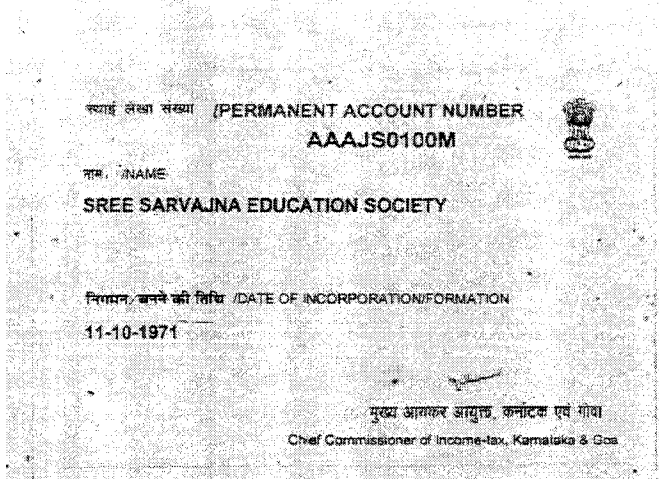 स्थाई लेखा संख्या /PERMANENT ACCOUNT NUMBER
AAAJS0100M
नाम /NAME
SREE SARVAJNA EDUCATION SOCIETY
निगमन/बनने की तिथि /DATE OF INCORPORATION/FORMATION
11-10-1971
मुख्य आयकर आयुक्त, कर्नाटक एवं गोवा
Chief Commissioner of Income-tax, Karnataka & Goa